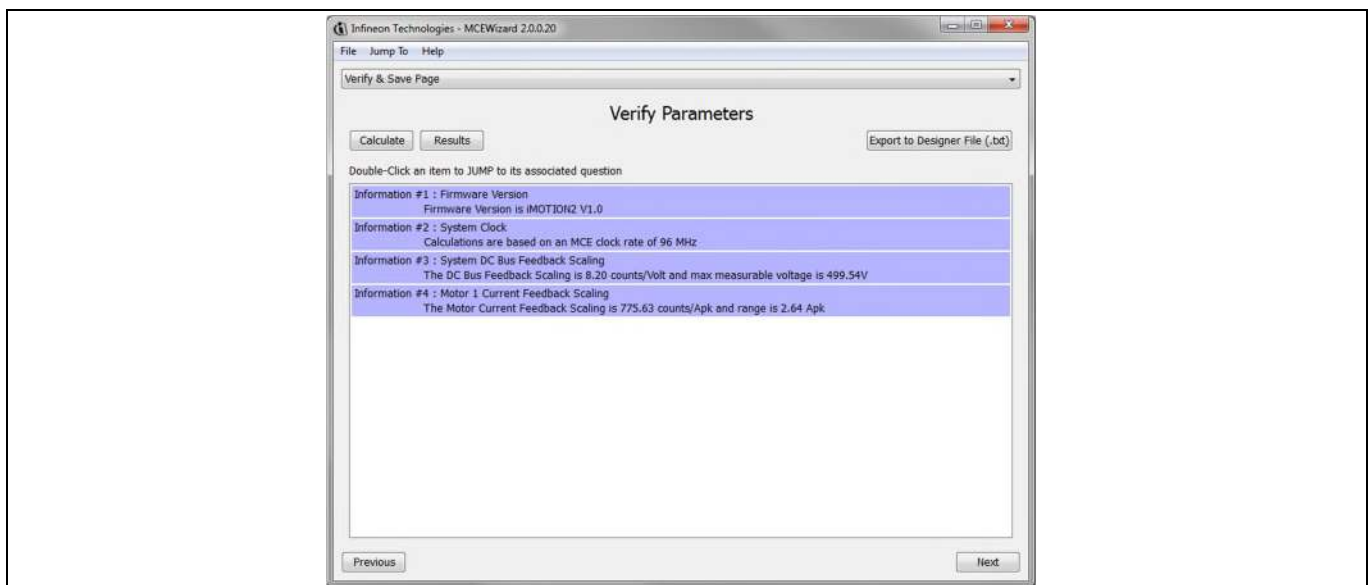 Infineon Technologies - MCEWizard 2.0.0.20
File Jump To Help
Verify & Save Page
Verify Parameters
Calculate Results Export to Designer File (.txt)
Double-Click an item to JUMP to its associated question
Information #1 : Firmware Version
Firmware Version is iMOTION2 V1.0
Information #2 : System Clock
Calculations are based on an MCE clock rate of 96 MHz
Information #3 : System DC Bus Feedback Scaling
The DC Bus Feedback Scaling is 8.20 counts/Volt and max measurable voltage is 499.54V
Information #4 : Motor 1 Current Feedback Scaling
The Motor Current Feedback Scaling is 775.63 counts/Apk and range is 2.64 Apk
Previous Next